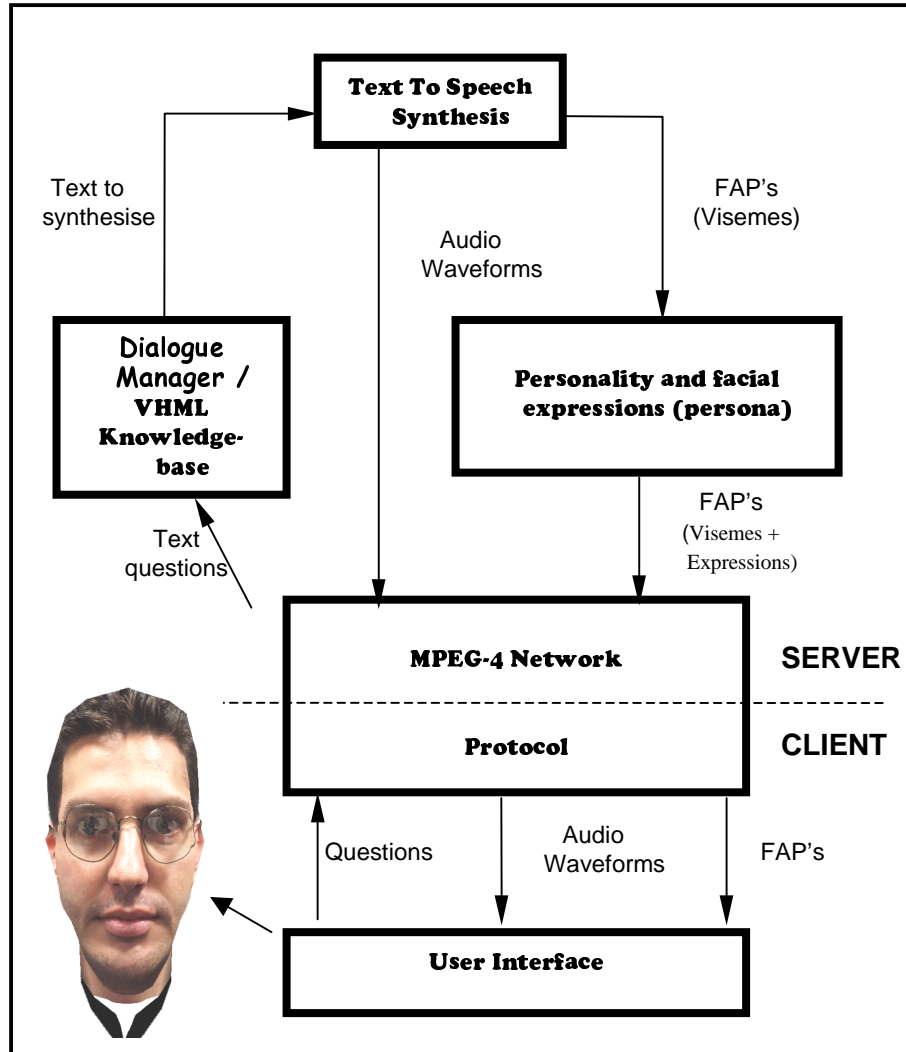 Text To Speech
Synthesis
Text to
synthesise
FAP's
(Visemes)
Audio
Waveforms
Dialogue
Manager /
VHML
Knowledge-
base
Personality and facial
expressions (persona)
FAP's
(Visemes +
Expressions)
Text
questions
MPEG-4 Network
SERVER
Protocol
CLIENT
Questions
Audio
Waveforms
FAP's
User Interface